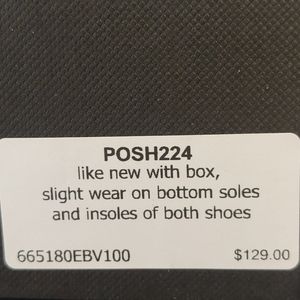 POSH224
like new with box,
slight wear on bottom soles
and insoles of both shoes
665180EBV100 $129.00